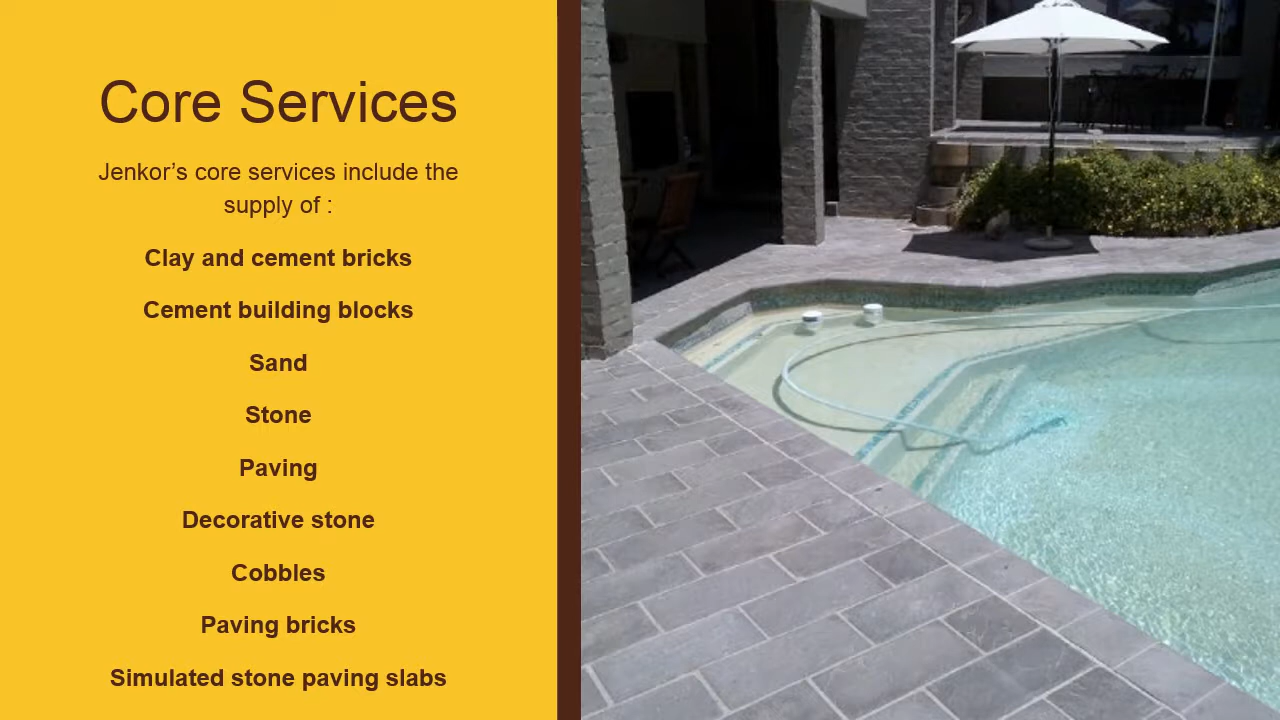 Core Services
Jenkor’s core services include the
supply of :
Clay and cement bricks
Cement building blocks
Sand
Stone
Paving
Decorative stone
Cobbles
Paving bricks
Simulated stone paving slabs